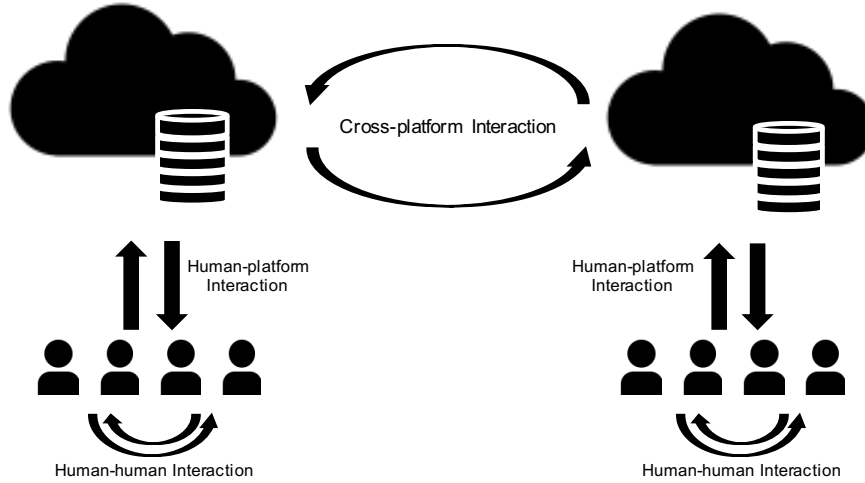 Cross-platform Interaction
Human-platform
Interaction
Human-platform
Interaction
Human-human Interaction
Human-human Interaction